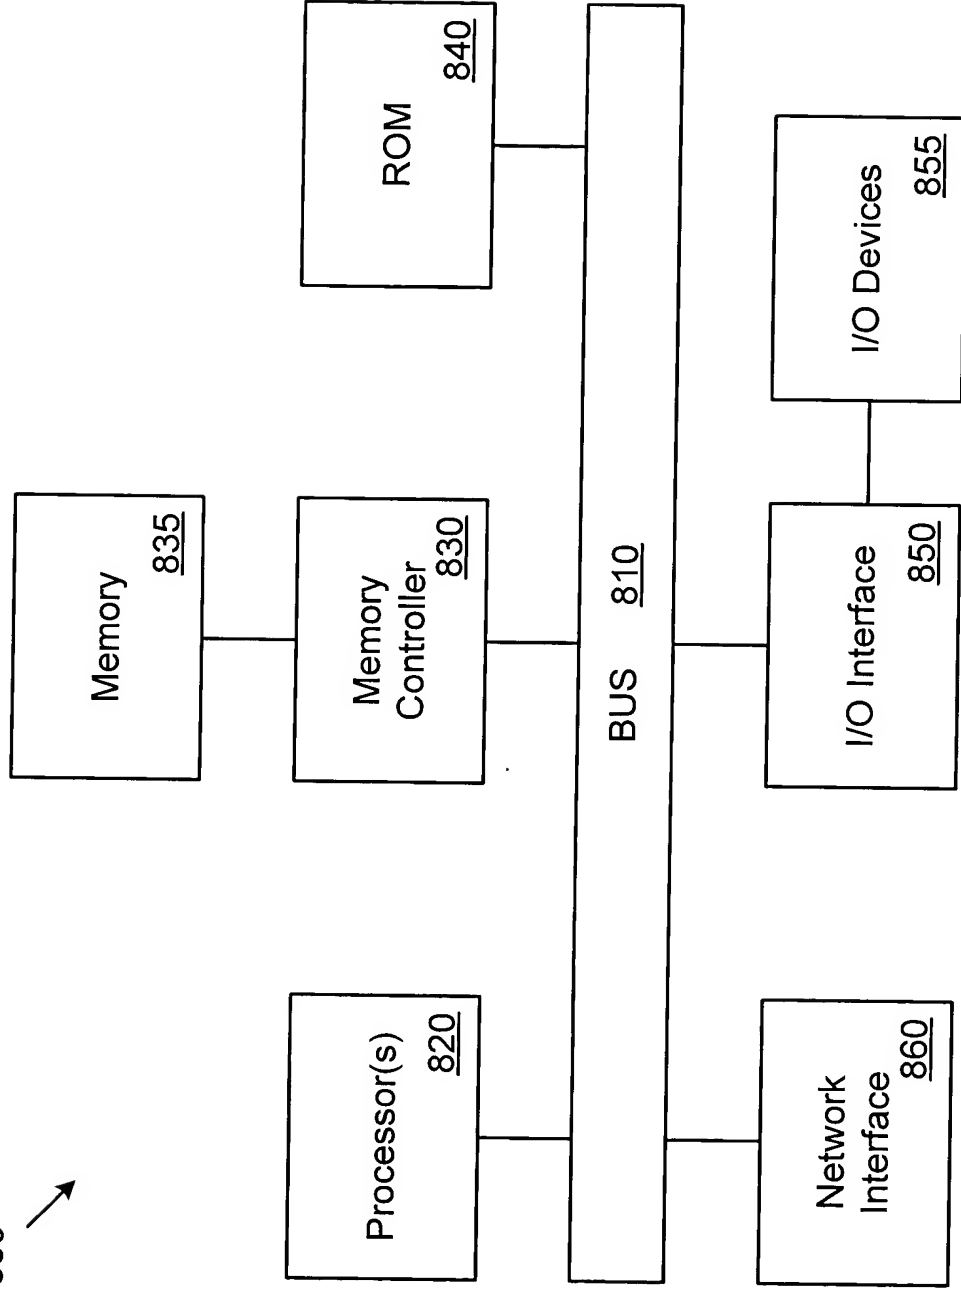 Memory
835
Processor(s)
820
Memory
Controller
830
ROM
840
BUS 810
Network
Interface
860
I/O Interface
850
I/O Devices
855